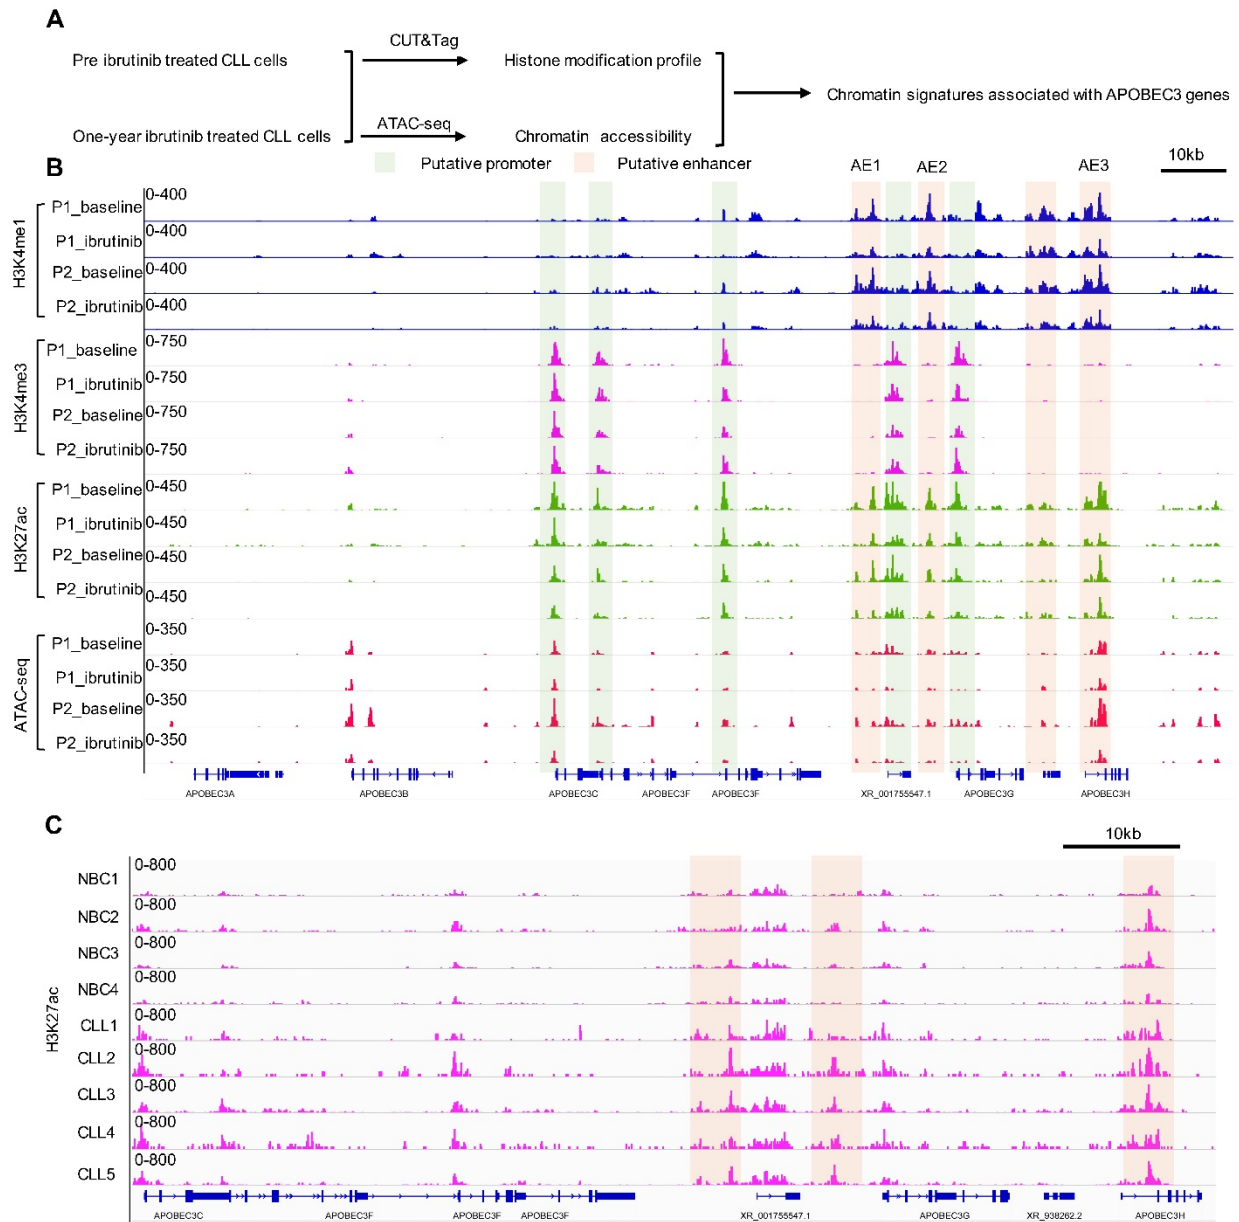 A
Pre ibrutinib treated CLL cells
CUT&Tag
Histone modification profile
Chromatin signatures associated with APOBEC3 genes
One-year ibrutinib treated CLL cells
ATAC-seq
Chromatin accessibility
B
Putative promoter
Putative enhancer
AE1
AE2
AE3
10kb
H3K4me1
P1_baseline
0-400
P1_ibrutinib
0-400
P2_baseline
0-400
P2_ibrutinib
0-400
H3K4me3
P1_baseline
0-750
P1_ibrutinib
0-750
P2_baseline
0-750
P2_ibrutinib
0-750
H3K27ac
P1_baseline
0-450
P1_ibrutinib
0-450
P2_baseline
0-450
P2_ibrutinib
0-450
ATAC-seq
P1_baseline
0-350
P1_ibrutinib
0-350
P2_baseline
0-350
P2_ibrutinib
0-350
APOBEC3A
APOBEC3B
APOBEC3C
APOBEC3F
APOBEC3F
XR_001755547.1
APOBEC3G
APOBEC3H
C
10kb
H3K27ac
NBC1
0-800
NBC2
0-800
NBC3
0-800
NBC4
0-800
CLL1
0-800
CLL2
0-800
CLL3
0-800
CLL4
0-800
CLL5
0-800
APOBEC3C
APOBEC3F
APOBEC3F
APOBEC3F
XR_001755547.1
APOBEC3G
XR_938262.2
APOBEC3H